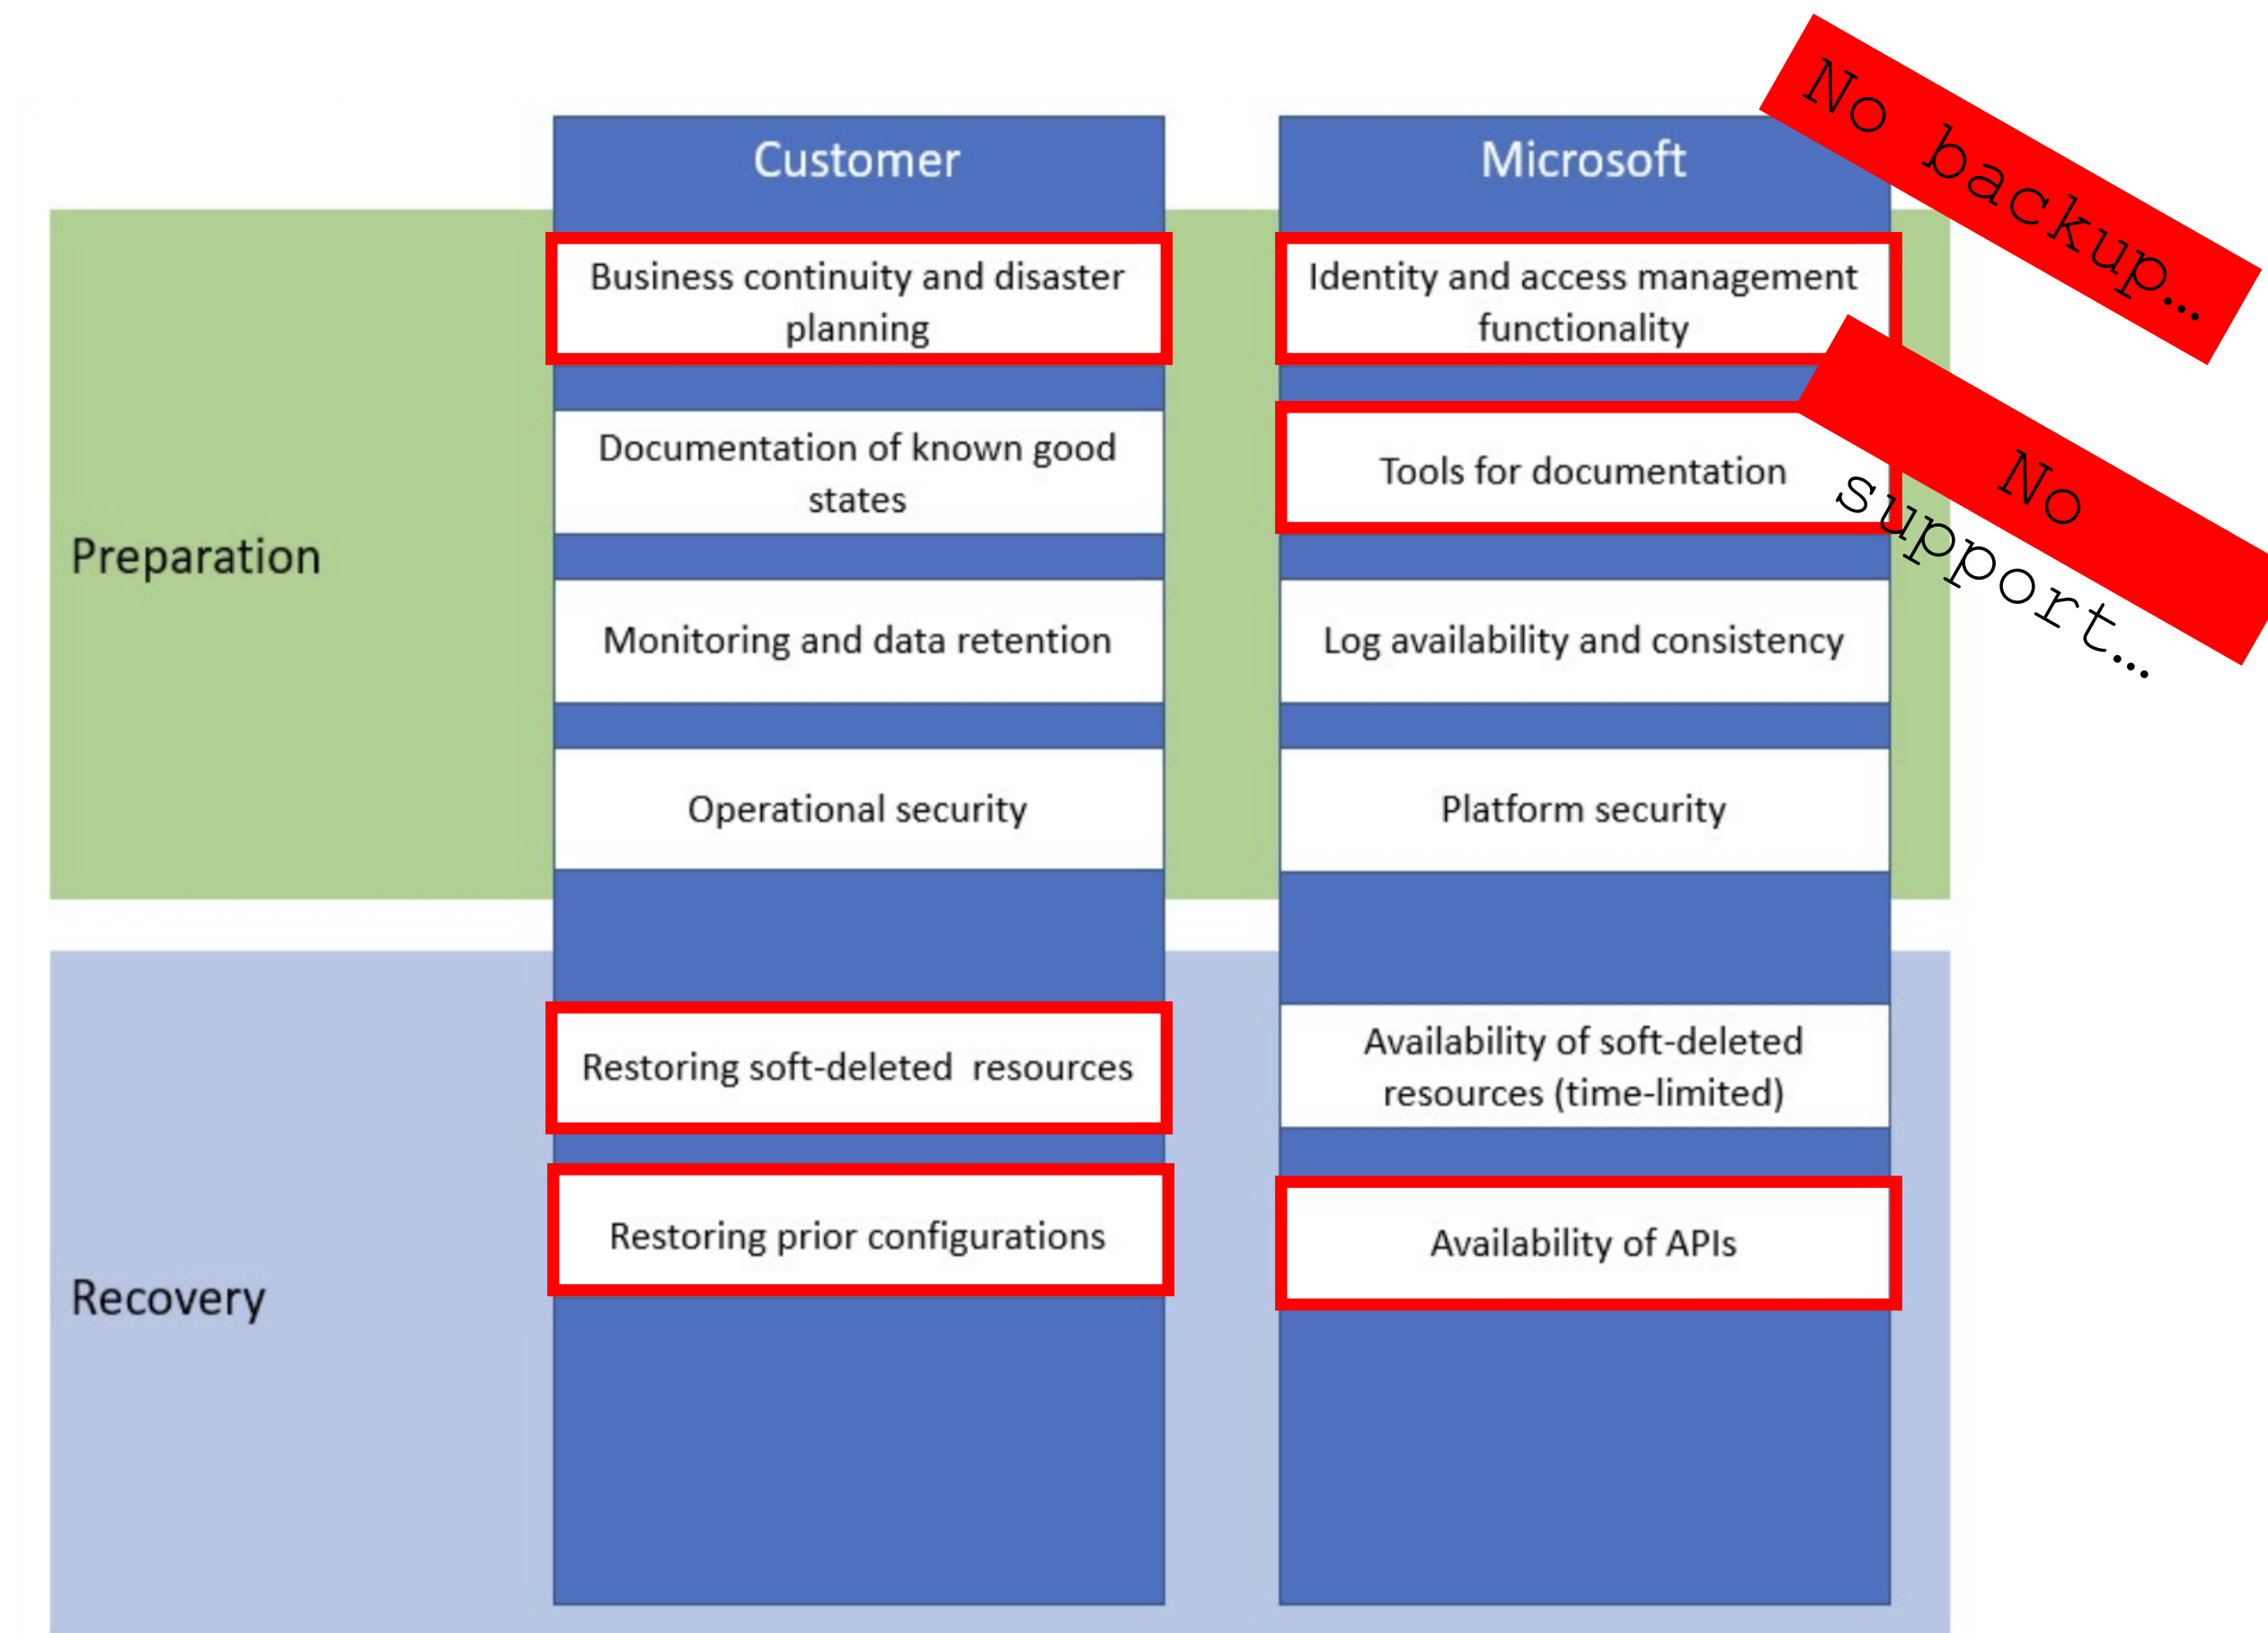 Customer
Microsoft
No backup…
Preparation
Business continuity and disaster
planning
Identity and access management
functionality
No
support…
Documentation of known good
states
Tools for documentation
Monitoring and data retention
Log availability and consistency
Operational security
Platform security
Recovery
Restoring soft-deleted  resources
Availability of soft-deleted
resources (time-limited)
Restoring prior configurations
Availability of APIs